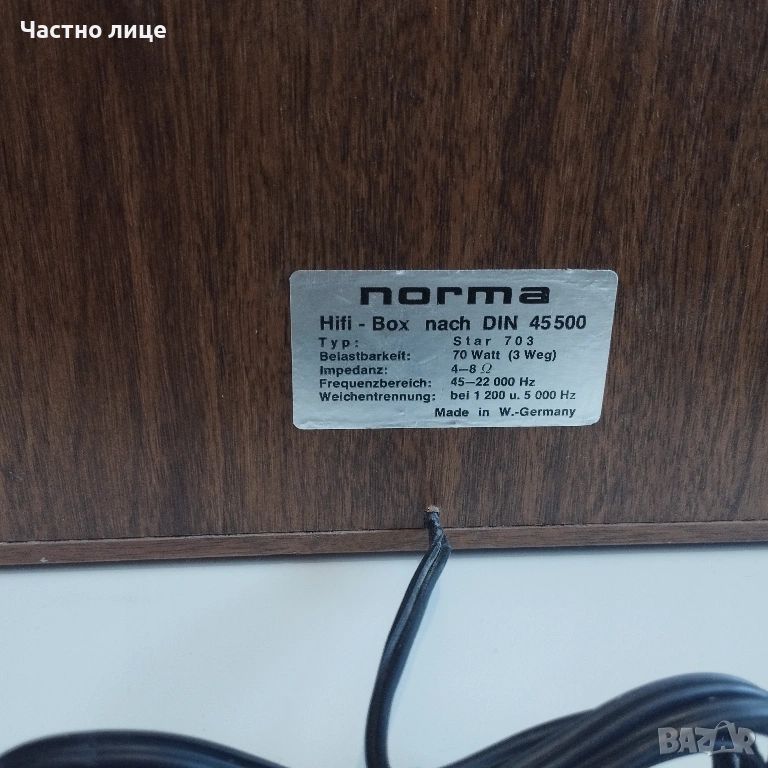 Частно лице
norma
Hifi - Box nach DIN 45500
Typ: Star 703
Belastbarkeit: 70 Watt (3 Weg)
Impedanz: 4—8 Ω
Frequenzbereich: 45—22 000 Hz
Weichentrennung: bei 1 200 u. 5 000 Hz
Made in W.-Germany
BAZAR